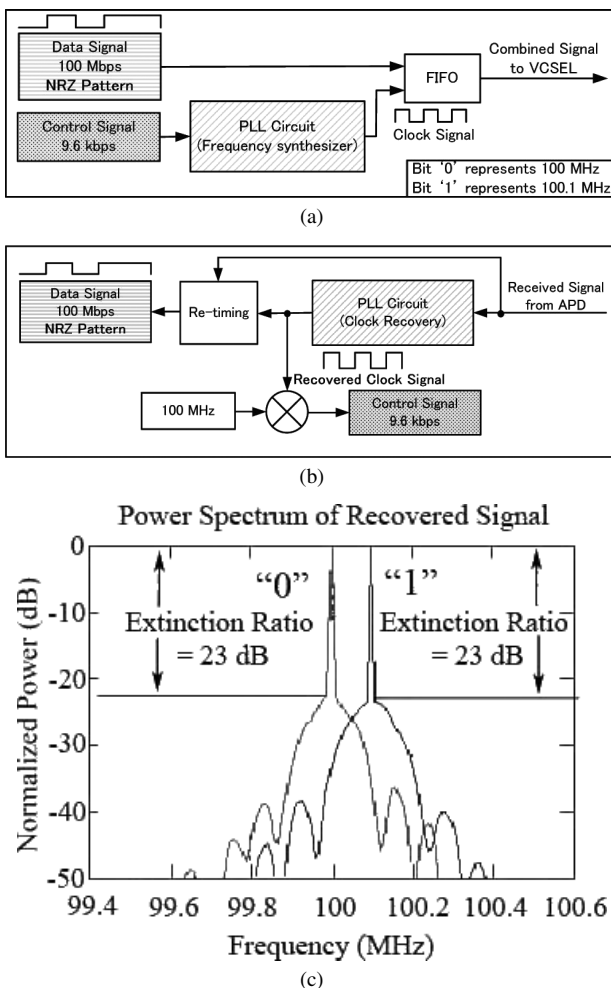 Data Signal
100 Mbps
NRZ Pattern
Control Signal
9.6 kbps
PLL Circuit
(Frequency synthesizer)
FIFO
Clock Signal
Combined Signal
to VCSEL
Bit ‘0’ represents 100 MHz
Bit ‘1’ represents 100.1 MHz
(a)
Data Signal
100 Mbps
NRZ Pattern
Re-timing
PLL Circuit
(Clock Recovery)
Received Signal
from APD
Recovered Clock Signal
100 MHz
Control Signal
9.6 kbps
(b)
Power Spectrum of Recovered Signal
Normalized Power (dB)
0
-10
-20
-30
-40
-50
“0” “1”
Extinction Ratio
= 23 dB
Extinction Ratio
= 23 dB
99.4 99.6 99.8 100 100.2 100.4 100.6
Frequency (MHz)
(c)